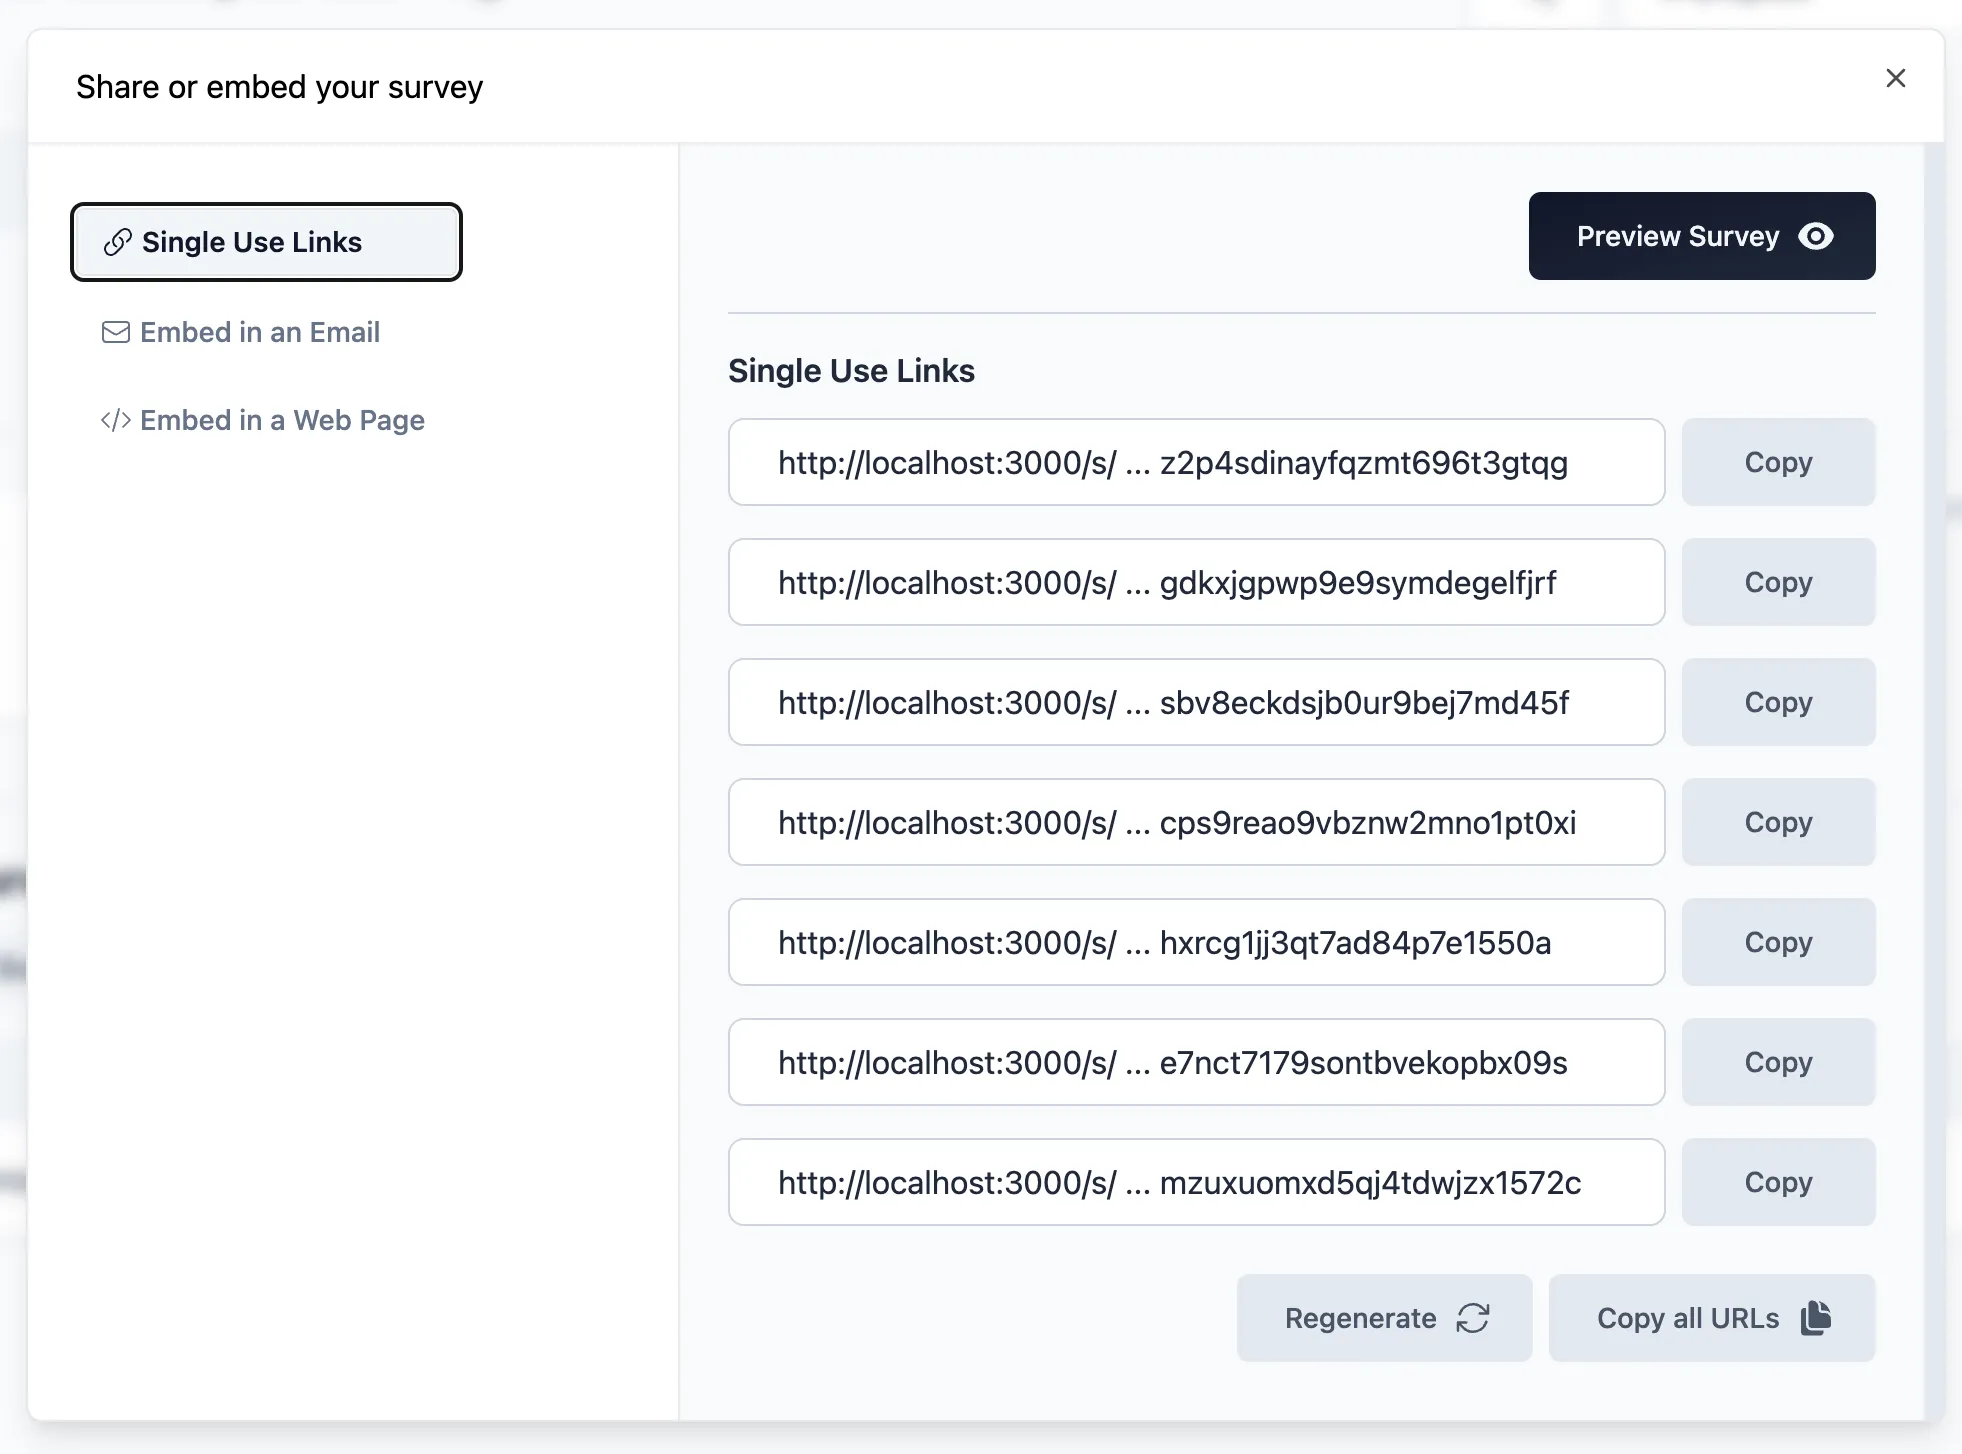 Share or embed your survey
Single Use Links
Embed in an Email
Embed in a Web Page
Preview Survey
Single Use Links
http://localhost:3000/s/ ... z2p4sdinayfqzmt696t3gtqg
Copy
http://localhost:3000/s/ ... gdkxjgpwp9e9symdegelfjrf
Copy
http://localhost:3000/s/ ... sbv8eckdsjb0ur9bej7md45f
Copy
http://localhost:3000/s/ ... cps9reao9vbznw2mno1pt0xi
Copy
http://localhost:3000/s/ ... hxrcg1jj3qt7ad84p7e1550a
Copy
http://localhost:3000/s/ ... e7nct7179sontbvekopbx09s
Copy
http://localhost:3000/s/ ... mzuxuomxd5qj4tdwjzx1572c
Copy
Regenerate
Copy all URLs